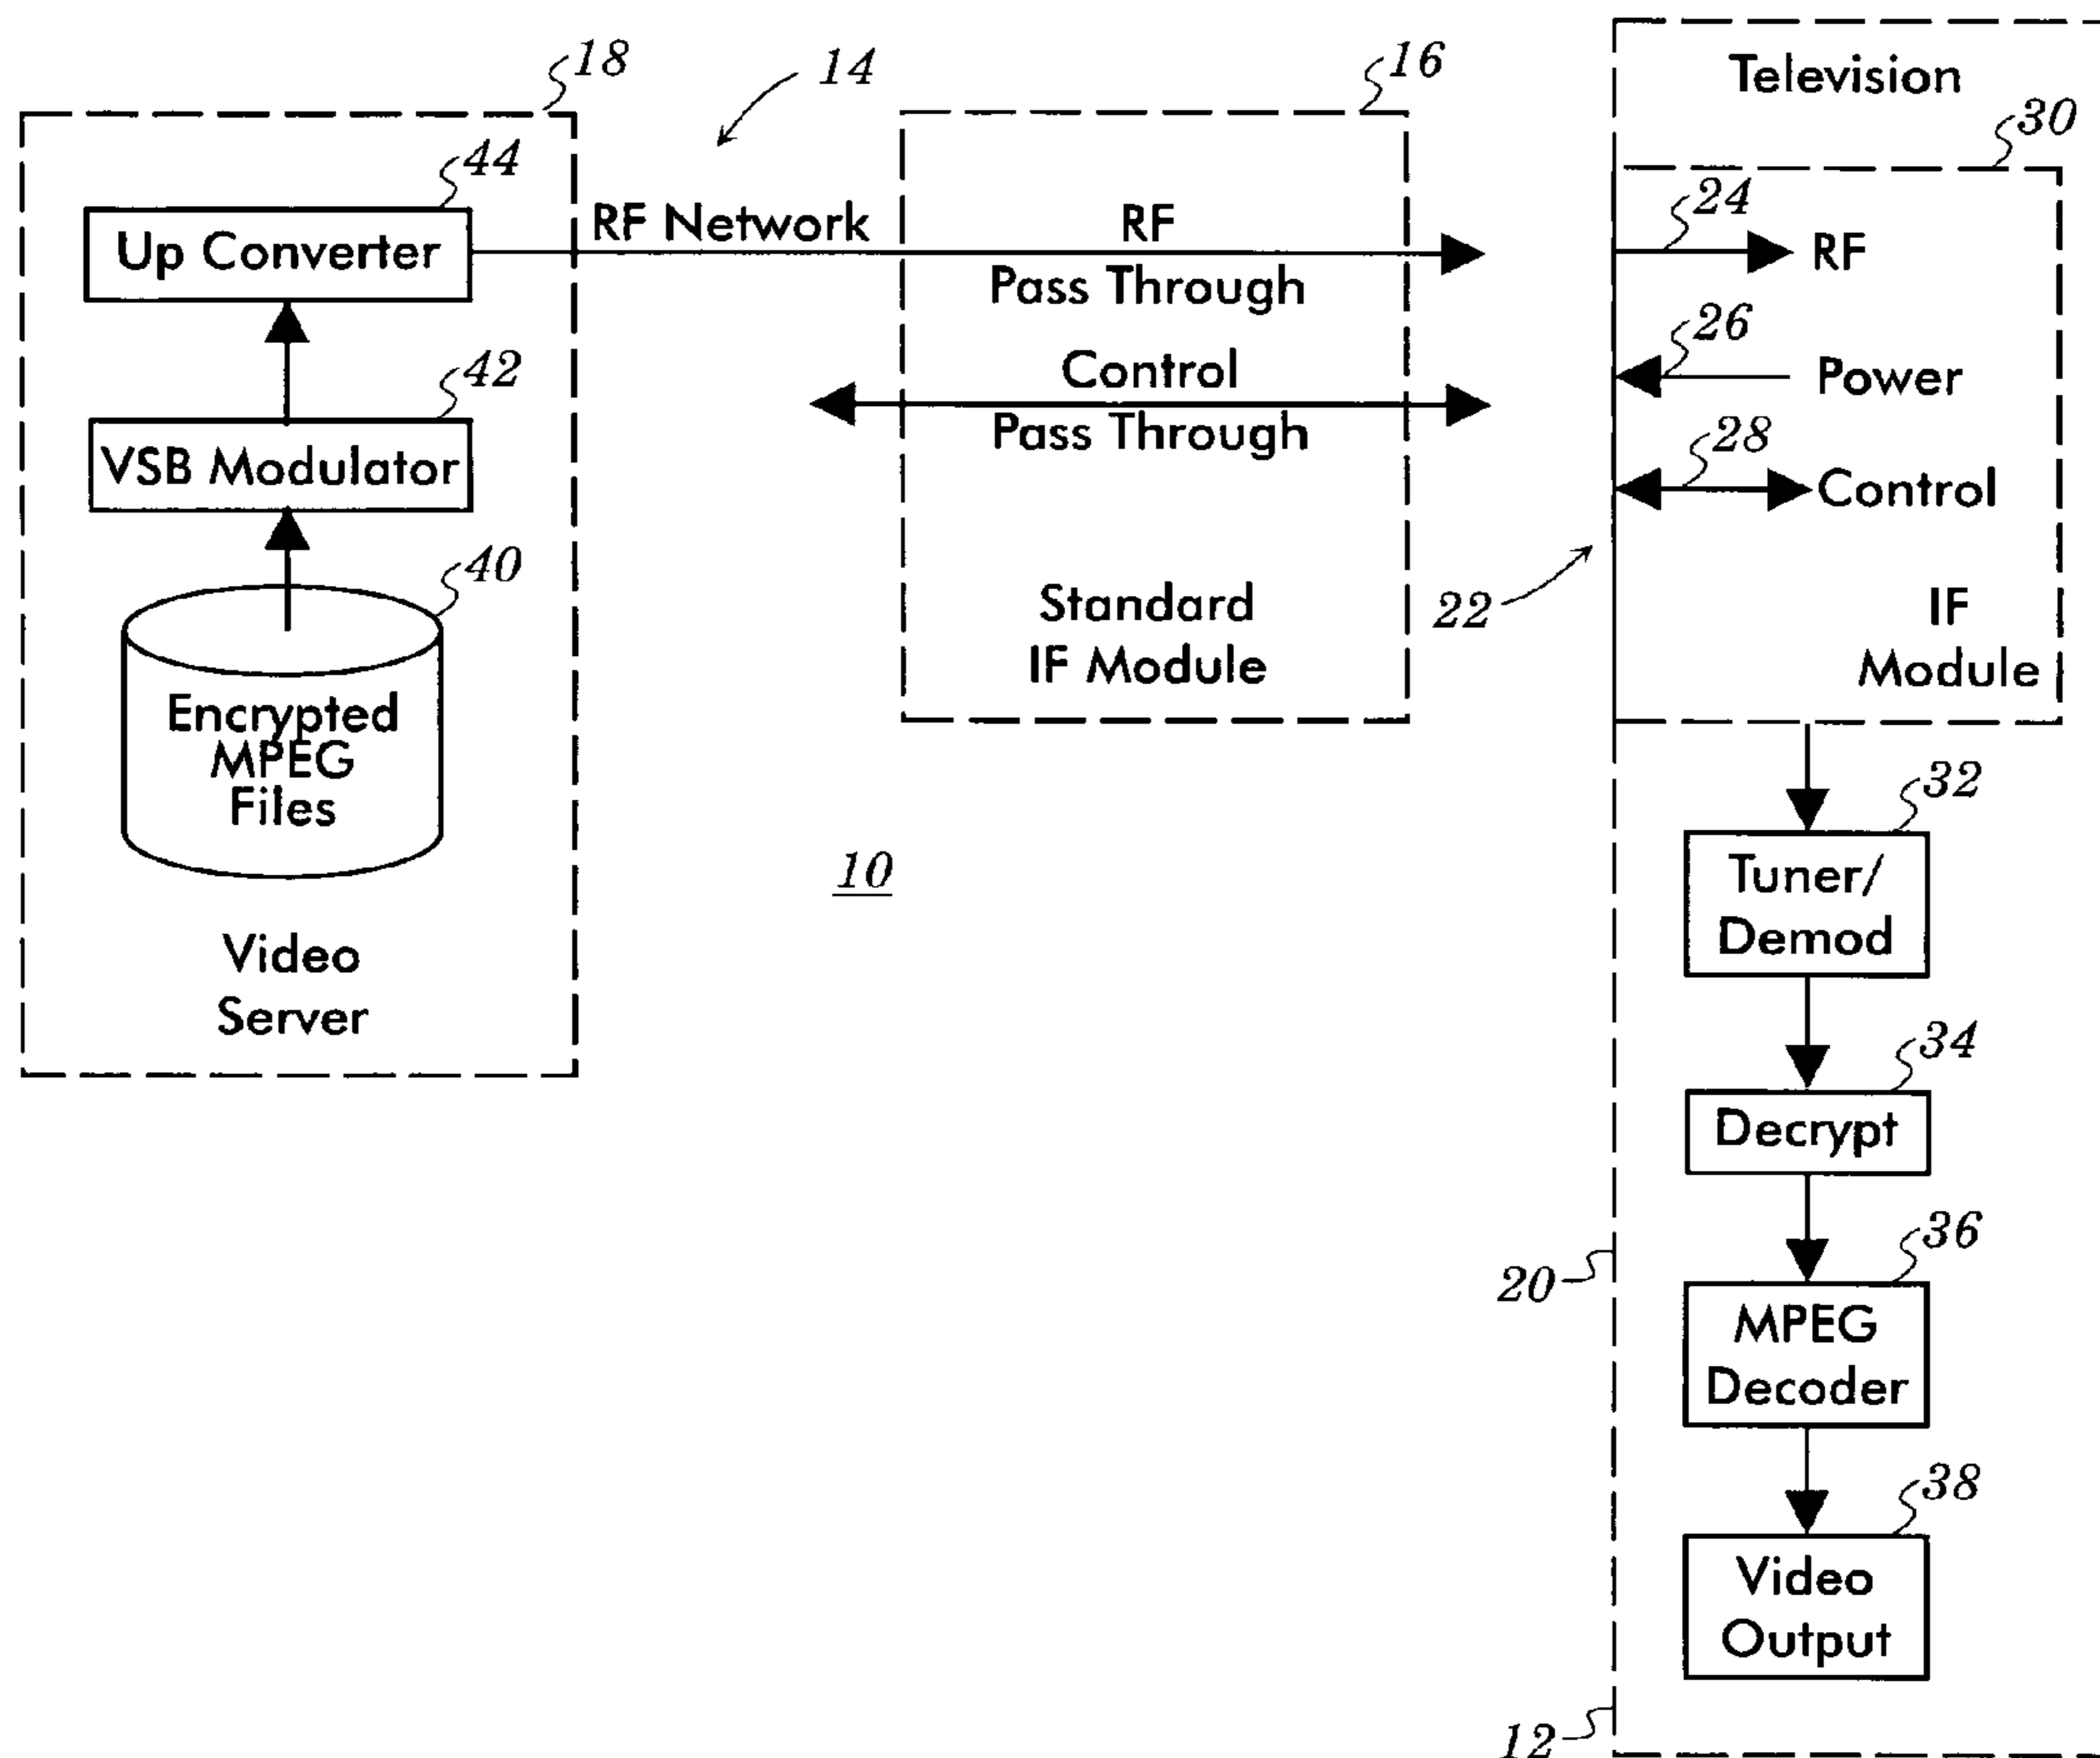 18
44
Up Converter
42
VSB Modulator
40
Encrypted
MPEG
Files
Video
Server
14
RF Network
10
16
RF
Pass Through
Control
Pass Through
Standard
IF Module
22
Television
30
24
RF
26
Power
28
Control
IF
Module
32
Tuner/
Demod
34
Decrypt
20
36
MPEG
Decoder
38
Video
Output
12